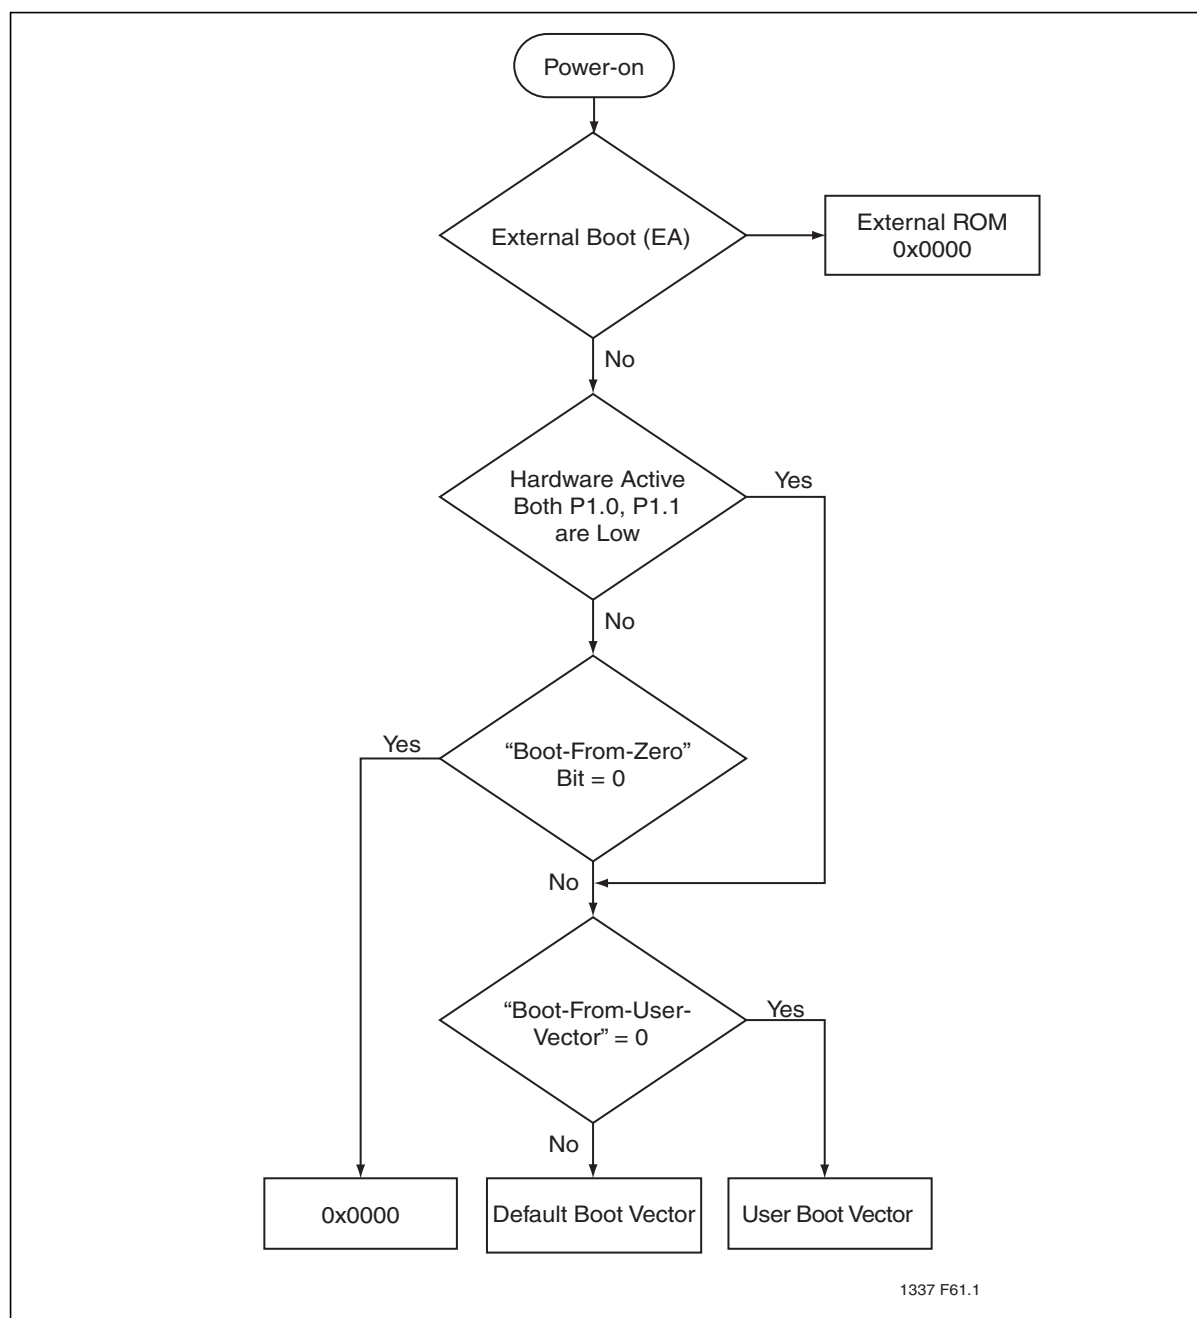 Power-on
External Boot (EA)
External ROM
0x0000
No
Hardware Active
Both P1.0, P1.1
are Low
Yes
No
Yes
“Boot-From-Zero”
Bit = 0
No
“Boot-From-User-
Vector” = 0
Yes
No
0x0000
Default Boot Vector
User Boot Vector
1337 F61.1